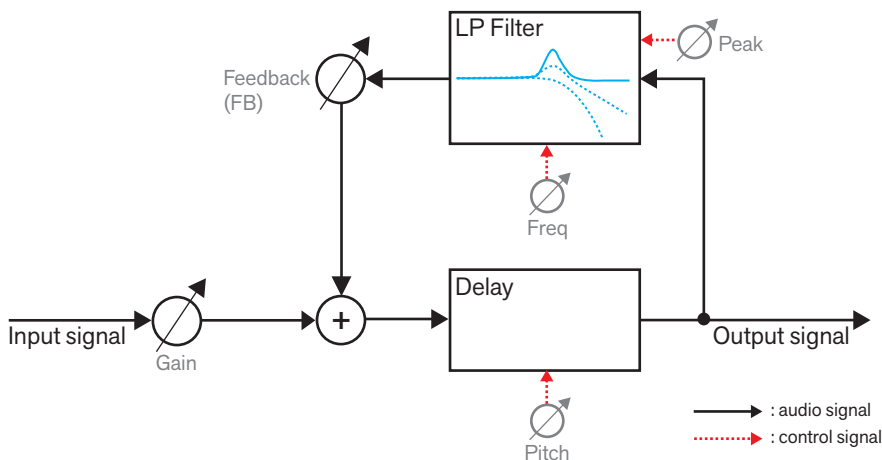 LP Filter
Peak
Feedback
(FB)
Freq
Delay
+
Input signal
Gain
Output signal
Pitch
: audio signal
: control signal